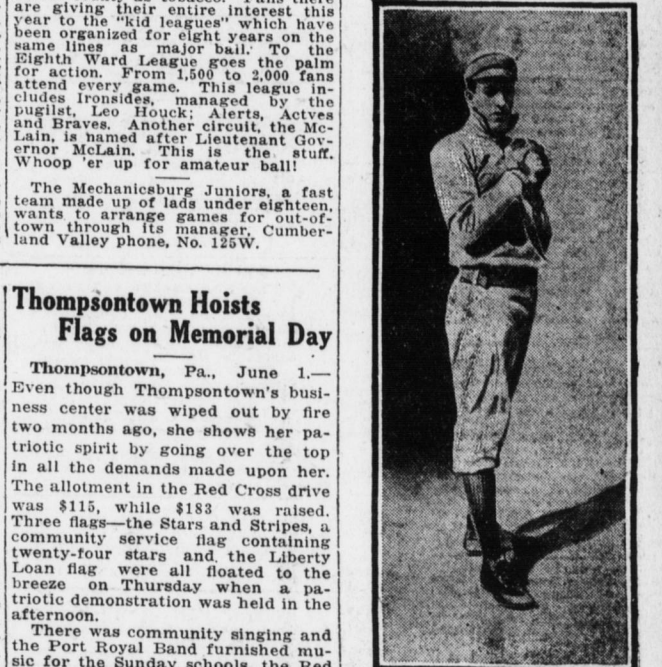 are giving their entire interest this
year to the "kid leagues" which have
been organized for eight years on the
same lines as major ball. To the
Eighth Ward League goes the palm
for action. From 1,500 to 2,000 fans
attend every game. This league in-
cludes Ironsides, managed by the
pugilst, Leo Houck; Alerts, Actves
and Braves. Another circuit, the Mc-
Lain, is named after Lieutenant Gov-
ernor McLain. This is the stuff.
Whoop 'er up for amateur ball!
The Mechanicsburg Juniors, a fast
team made up of lads under eighteen,
wants to arrange games for out-of-
town through its manager, Cumber-
land Valley phone, No. 125W.
Thompsontown Hoists
Flags on Memorial Day
Thompsontown, Pa., June 1.—
Even though Thompsontown's busi-
ness center was wiped out by fire
two months ago, she shows her pa-
triotic spirit by going over the top
in all the demands made upon her.
The allotment in the Red Cross drive
was $115, while $183 was raised.
Three flags—the Stars and Stripes, a
community service flag containing
twenty-four stars and the Liberty
Loan flag were all floated to the
breeze on Thursday when a pa-
triotic demonstration was held in the
afternoon.
There was community singing and
the Port Royal Band furnished mu-
sic for the Sunday schools, the Red